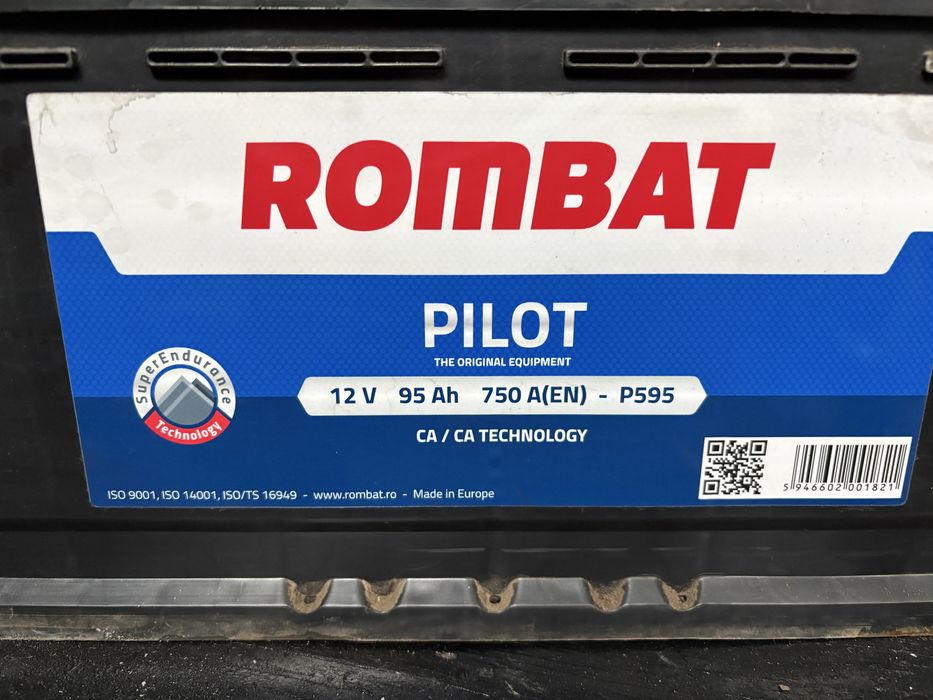 ROMBAT
PILOT
THE ORIGINAL EQUIPMENT
SuperEndurance
Technology
12 V 95 Ah 750 A(EN) - P595
CA / CA TECHNOLOGY
ISO 9001, ISO 14001, ISO/TS 16949 - www.rombat.ro - Made in Europe
5 946602 001821